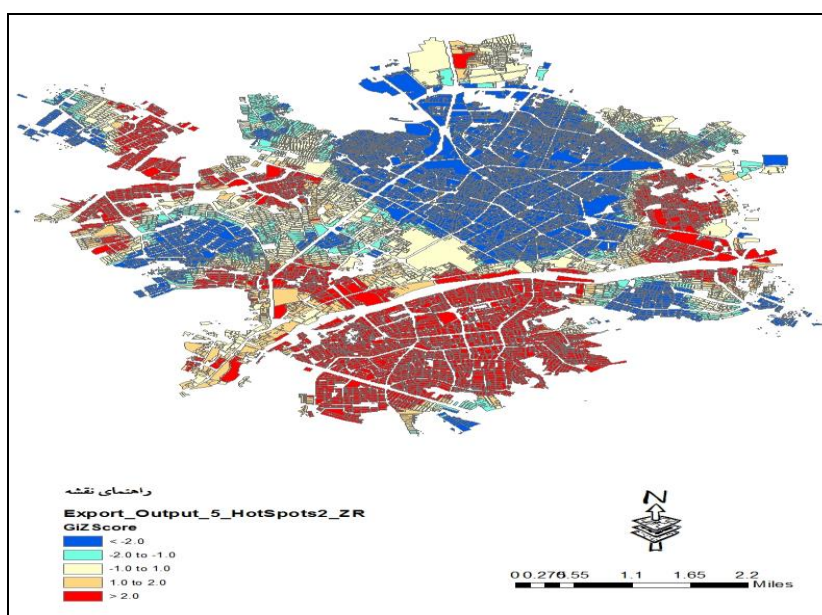 راهنمای نقشه
Export_Output_5_HotSpots2_ZR
GiZScore
< -2.0
-2.0 to -1.0
-1.0 to 1.0
1.0 to 2.0
> 2.0
N
0 0.275 0.55 1.1 1.65 2.2
Miles